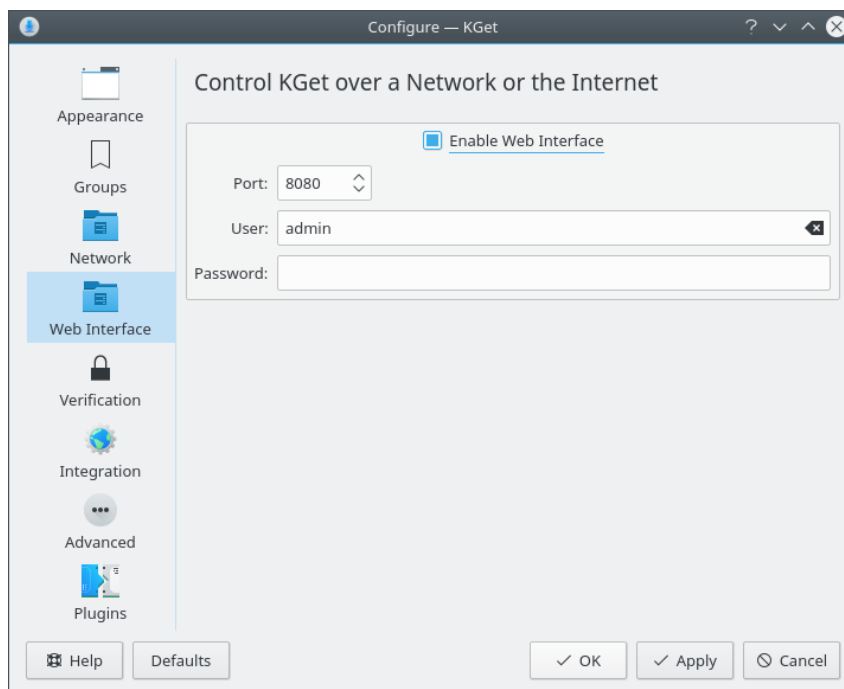 Configure — KGet
Appearance
Groups
Network
Web Interface
Verification
Integration
Advanced
Plugins
Control KGet over a Network or the Internet
Enable Web Interface
Port: 8080
User: admin
Password:
Help Defaults OK Apply Cancel